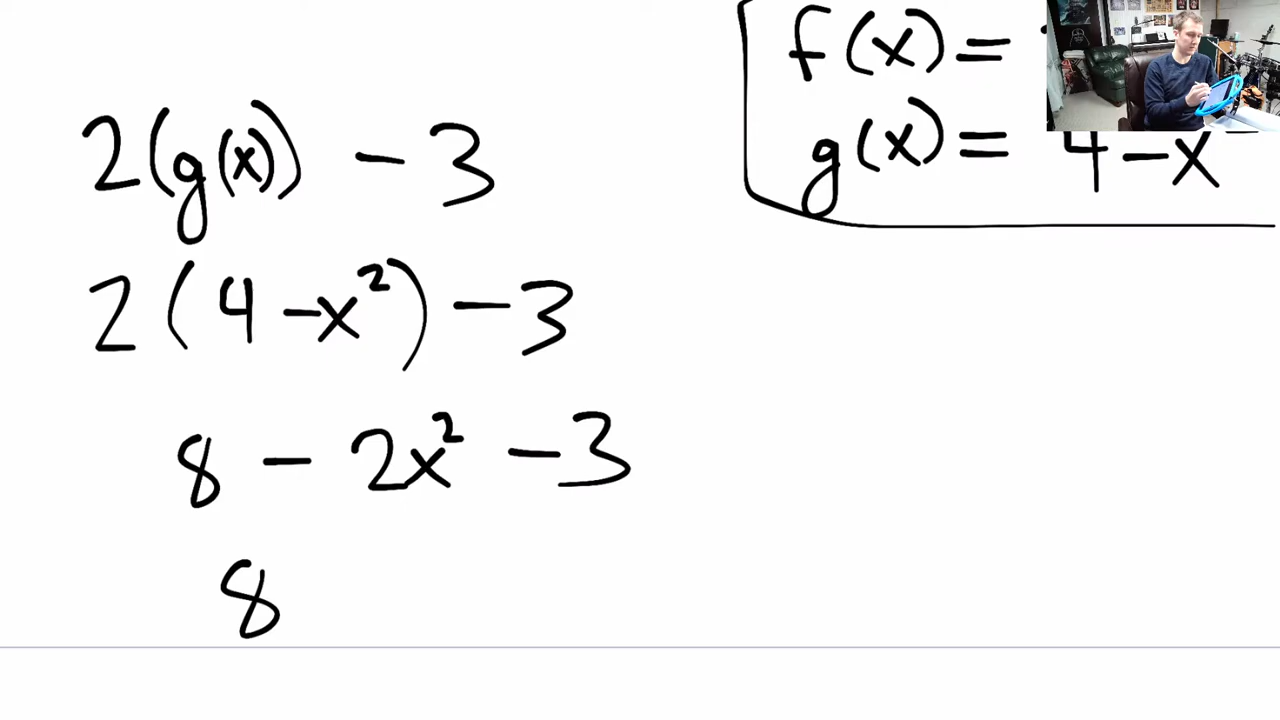 f(x) =
g(x) = 4-x
2(g(x)) - 3
2(4-x²) - 3
8 - 2x² - 3
8